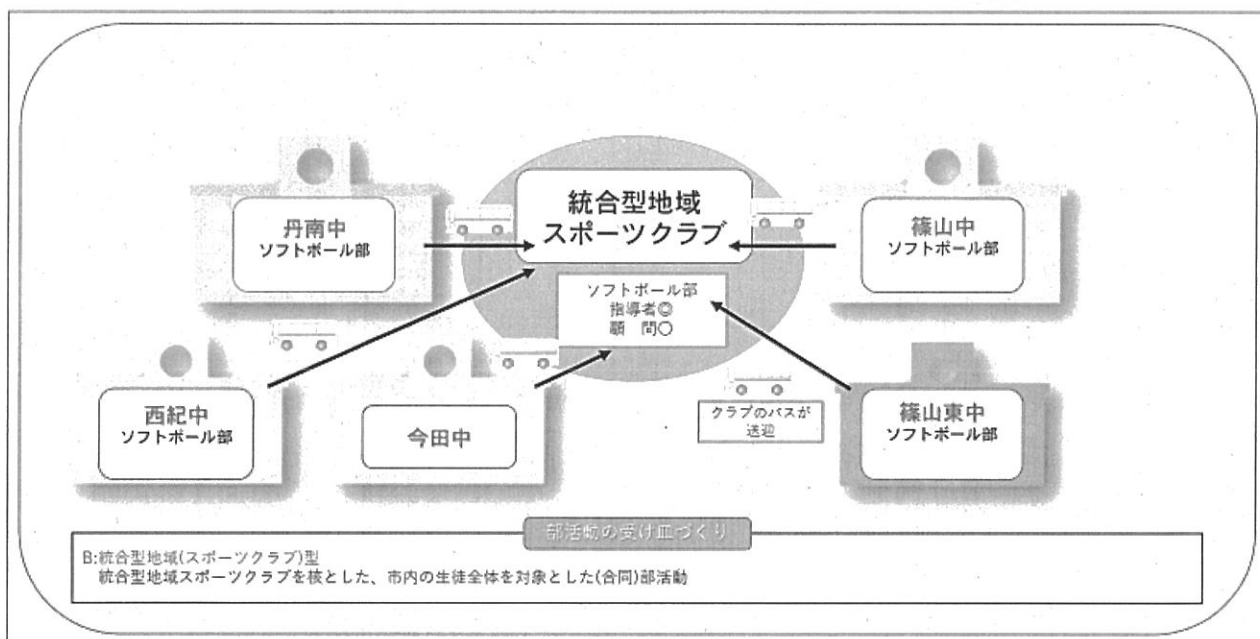 統合型地域
スポーツクラブ
丹南中
ソフトボール部
篠山中
ソフトボール部
ソフトボール部
指導者◎
顧　問○
西紀中
ソフトボール部
今田中
クラブのバスが
送迎
篠山東中
ソフトボール部
部活動の受け皿づくり
B:統合型地域(スポーツクラブ)型
統合型地域スポーツクラブを核とした、市内の生徒全体を対象とした(合同)部活動